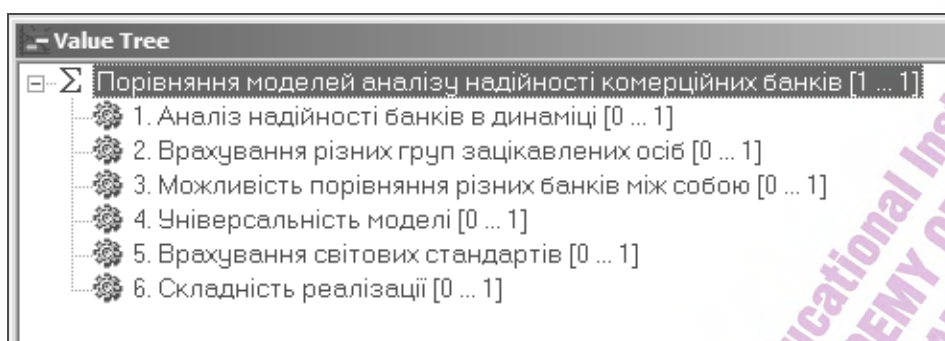 Value Tree
Порівняння моделей аналізу надійності комерційних банків [1 ... 1]
1. Аналіз надійності банків в динаміці [0 ... 1]
2. Врахування різних груп зацікавлених осіб [0 ... 1]
3. Можливість порівняння різних банків між собою [0 ... 1]
4. Універсальність моделі [0 ... 1]
5. Врахування світових стандартів [0 ... 1]
6. Складність реалізації [0 ... 1]